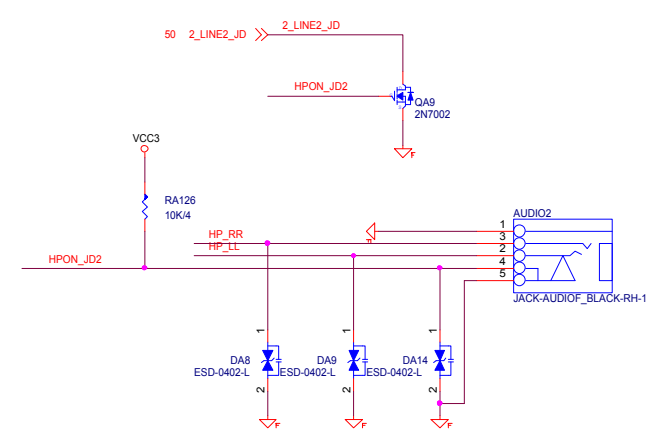 50 2_LINE2_JD 2_LINE2_JD
HPON_JD2
QA9
2N7002
F
VCC3
RA126
10K/4
AUDIO2
HP_RR
HP_LL
HPON_JD2
F
1
3
2
4
5
JACK-AUDIOF_BLACK-RH-1
1 1 1
DA8 DA9 DA14
ESD-0402-L ESD-0402-L ESD-0402-L
2 2 2
F F F